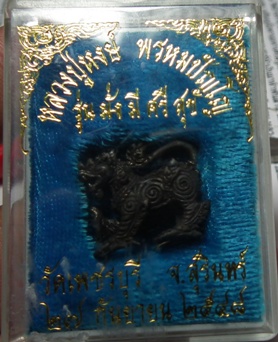 หลวงปู่หงษ์ พรหมปัญโญ
รุ่น มั่ง มี ศรี สุข
วัดเพชรบุรี จ.สุรินทร์
๒๗ กันยายน ๒๕๔๘